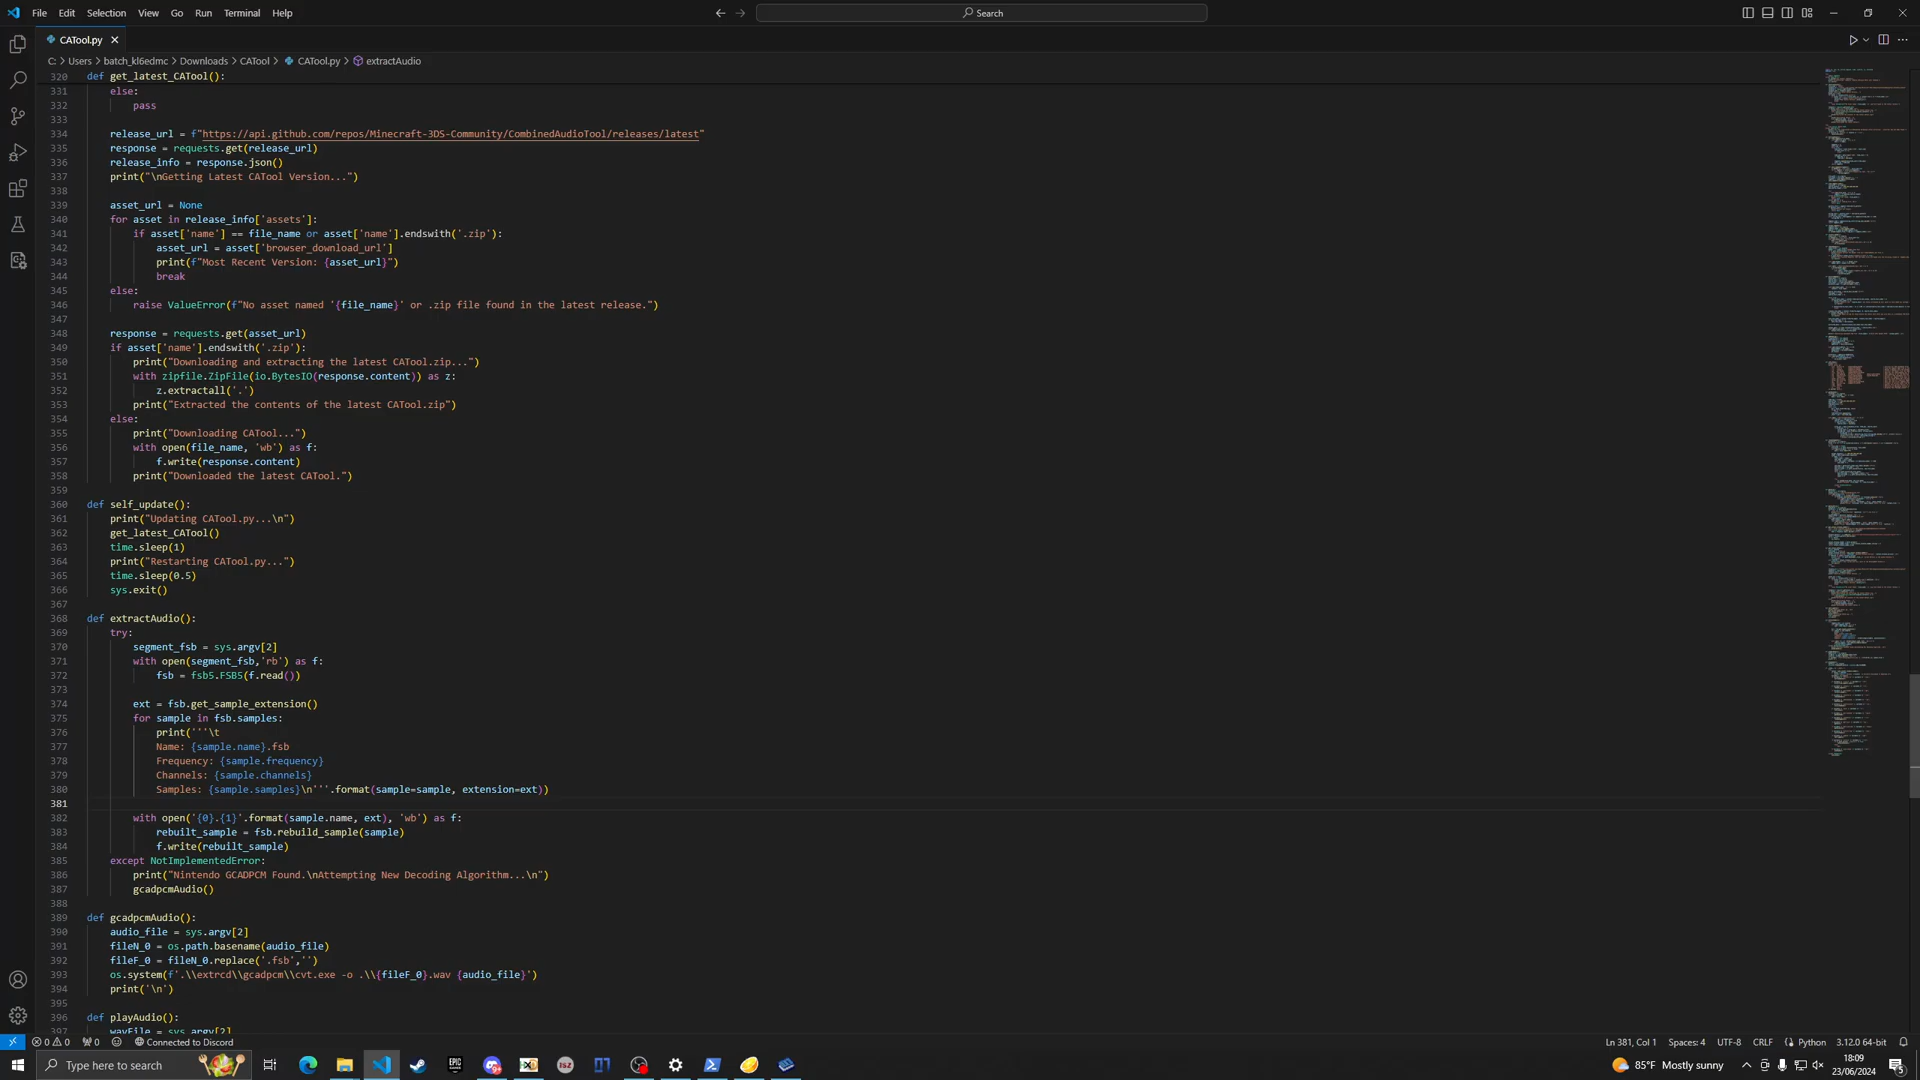 File Edit Selection View Go Run Terminal Help
Search
CATool.py
C: > Users > batch_kl6edmc > Downloads > CATool > CATool.py > extractAudio
320 def get_latest_CATool():
331 else:
332 pass
333
334 release_url = f"https://api.github.com/repos/Minecraft-3DS-Community/CombinedAudioTool/releases/latest"
335 response = requests.get(release_url)
336 release_info = response.json()
337 print("\nGetting Latest CATool Version...")
338
339 asset_url = None
340 for asset in release_info['assets']:
341 if asset['name'] == file_name or asset['name'].endswith('.zip'):
342 asset_url = asset['browser_download_url']
343 print(f"Most Recent Version: {asset_url}")
344 break
345 else:
346 raise ValueError(f"No asset named '{file_name}' or .zip file found in the latest release.")
347
348 response = requests.get(asset_url)
349 if asset['name'].endswith('.zip'):
350 print("Downloading and extracting the latest CATool.zip...")
351 with zipfile.ZipFile(io.BytesIO(response.content)) as z:
352 z.extractall('.')
353 print("Extracted the contents of the latest CATool.zip")
354 else:
355 print("Downloading CATool...")
356 with open(file_name, 'wb') as f:
357 f.write(response.content)
358 print("Downloaded the latest CATool.")
359
360 def self_update():
361 print("Updating CATool.py...\n")
362 get_latest_CATool()
363 time.sleep(1)
364 print("Restarting CATool.py...")
365 time.sleep(0.5)
366 sys.exit()
367
368 def extractAudio():
369 try:
370 segment_fsb = sys.argv[2]
371 with open(segment_fsb,'rb') as f:
372 fsb = fsb5.FSB5(f.read())
373
374 ext = fsb.get_sample_extension()
375 for sample in fsb.samples:
376 print('''\t
377 Name: {sample.name}.fsb
378 Frequency: {sample.frequency}
379 Channels: {sample.channels}
380 Samples: {sample.samples}\n'''.format(sample=sample, extension=ext))
381
382 with open('{0}.{1}'.format(sample.name, ext), 'wb') as f:
383 rebuilt_sample = fsb.rebuild_sample(sample)
384 f.write(rebuilt_sample)
385 except NotImplementedError:
386 print("Nintendo GCADPCM Found.\nAttempting New Decoding Algorithm...\n")
387 gcadpcmAudio()
388
389 def gcadpcmAudio():
390 audio_file = sys.argv[2]
391 fileN_0 = os.path.basename(audio_file)
392 fileF_0 = fileN_0.replace('.fsb','')
393 os.system(f'.\\extrcd\\gcadpcm\\cvt.exe -o .\\{fileF_0}.wav {audio_file}')
394 print('\n')
395
396 def playAudio():
397 wavFile = sys.argv[2]
0 0 0 Connected to Discord Ln 381, Col 1 Spaces: 4 UTF-8 CRLF Python 3.12.0 64-bit
Type here to search
EPIC GAMES
isz
85°F Mostly sunny
18:09
23/06/2024
5